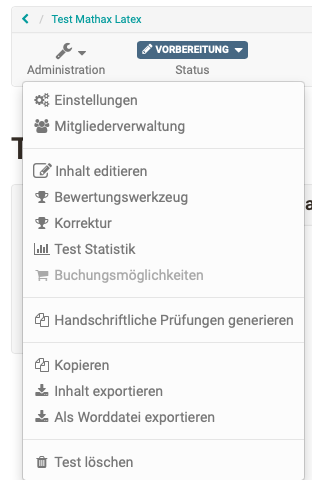 / Test Mathax Latex
Administration
VORBEREITUNG
Status
Einstellungen
Mitgliederverwaltung
Inhalt editieren
Bewertungswerkzeug
Korrektur
Test Statistik
Buchungsmöglichkeiten
Handschriftliche Prüfungen generieren
Kopieren
Inhalt exportieren
Als Worddatei exportieren
Test löschen